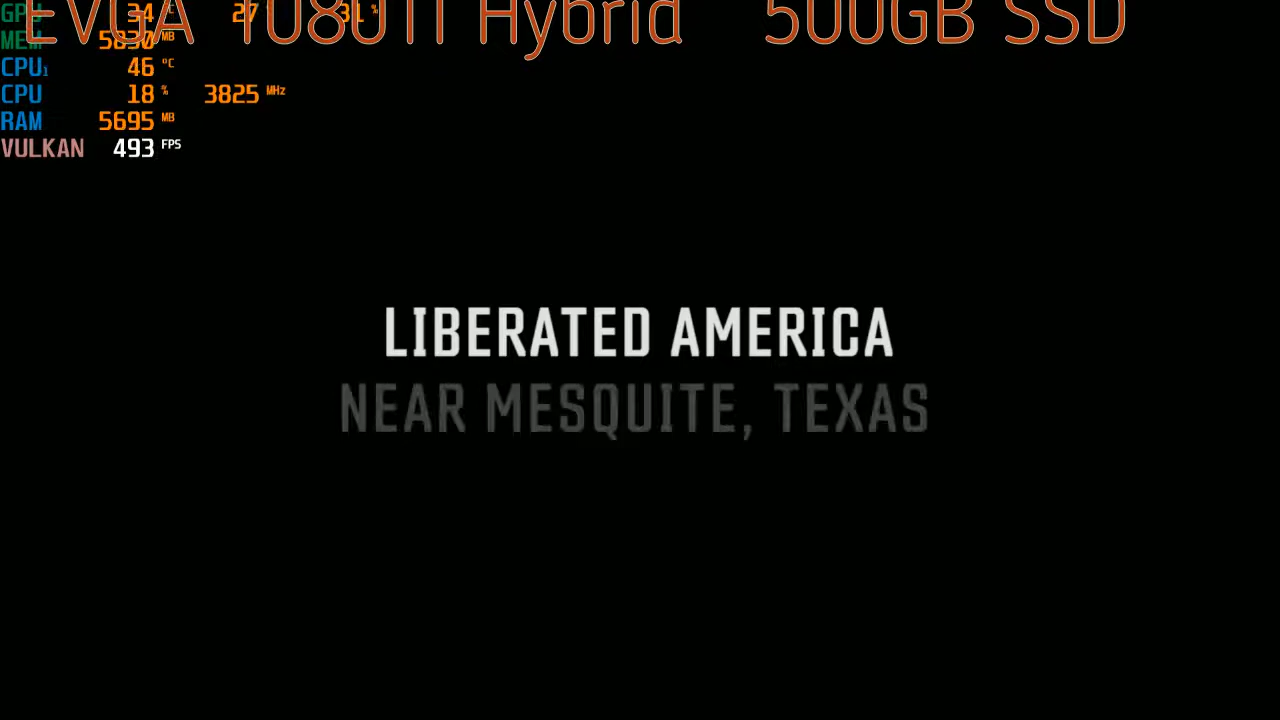 EVGA 1080TI Hybrid 500GB SSD
GPU 34 °C 27 31 %
MEM 5830 MB
CPU1 46 °C
CPU 18 % 3825 MHz
RAM 5695 MB
VULKAN 493 FPS
LIBERATED AMERICA
NEAR MESQUITE, TEXAS